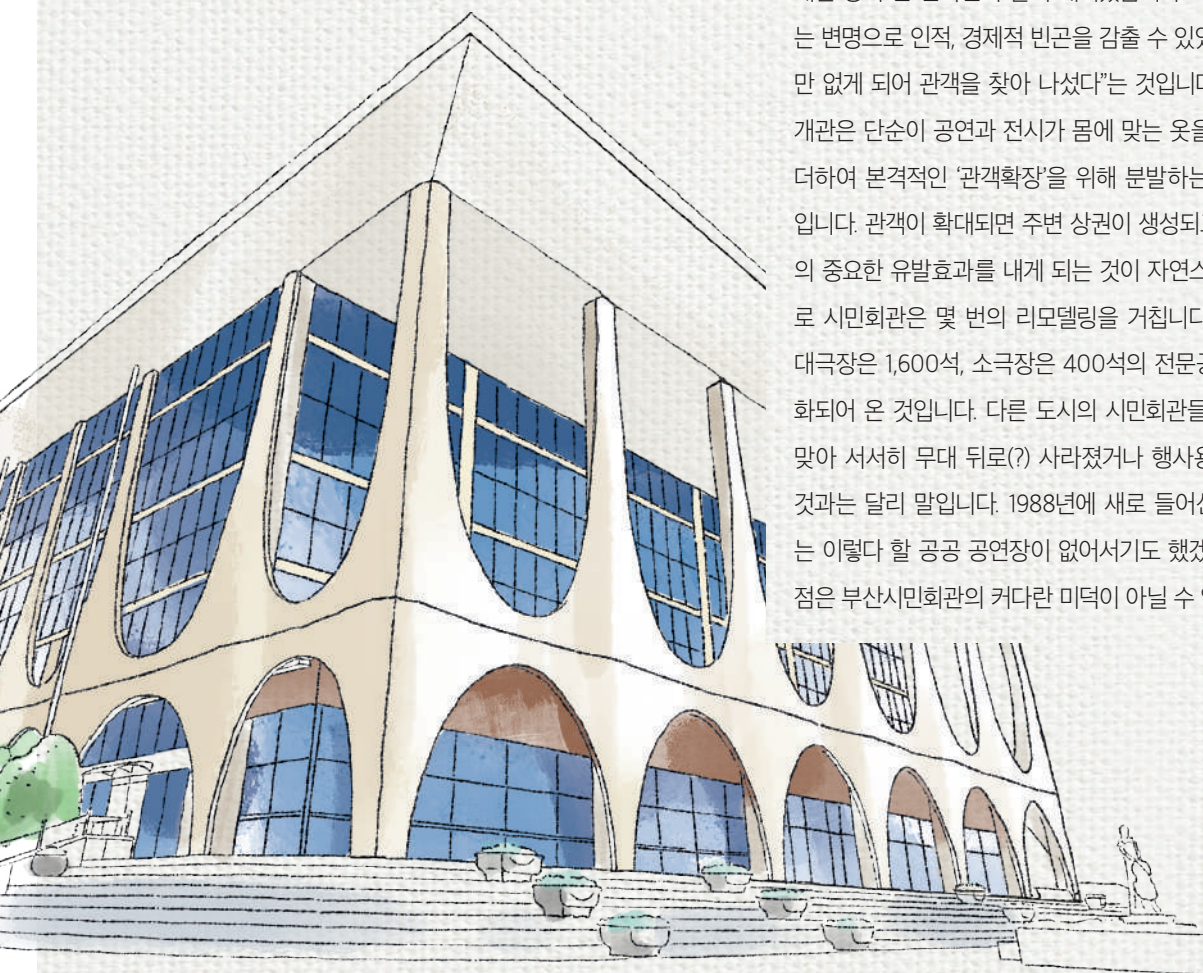 는 변명으로 인적, 경제적 빈곤을 감출 수 있었
만 없게 되어 관객을 찾아 나섰다”는 것입니다
개관은 단순이 공연과 전시가 몸에 맞는 옷을
더하여 본격적인 ‘관객확장’을 위해 분발하는
입니다. 관객이 확대되면 주변 상권이 생성되고
의 중요한 유발효과를 내게 되는 것이 자연스
로 시민회관은 몇 번의 리모델링을 거칩니다
대극장은 1,600석, 소극장은 400석의 전문공
화되어 온 것입니다. 다른 도시의 시민회관들
맞아 서서히 무대 뒤로(?) 사라졌거나 행사용
것과는 달리 말입니다. 1988년에 새로 들어선
는 이렇다 할 공공 공연장이 없어서기도 했겠
점은 부산시민회관의 커다란 미덕이 아닐 수